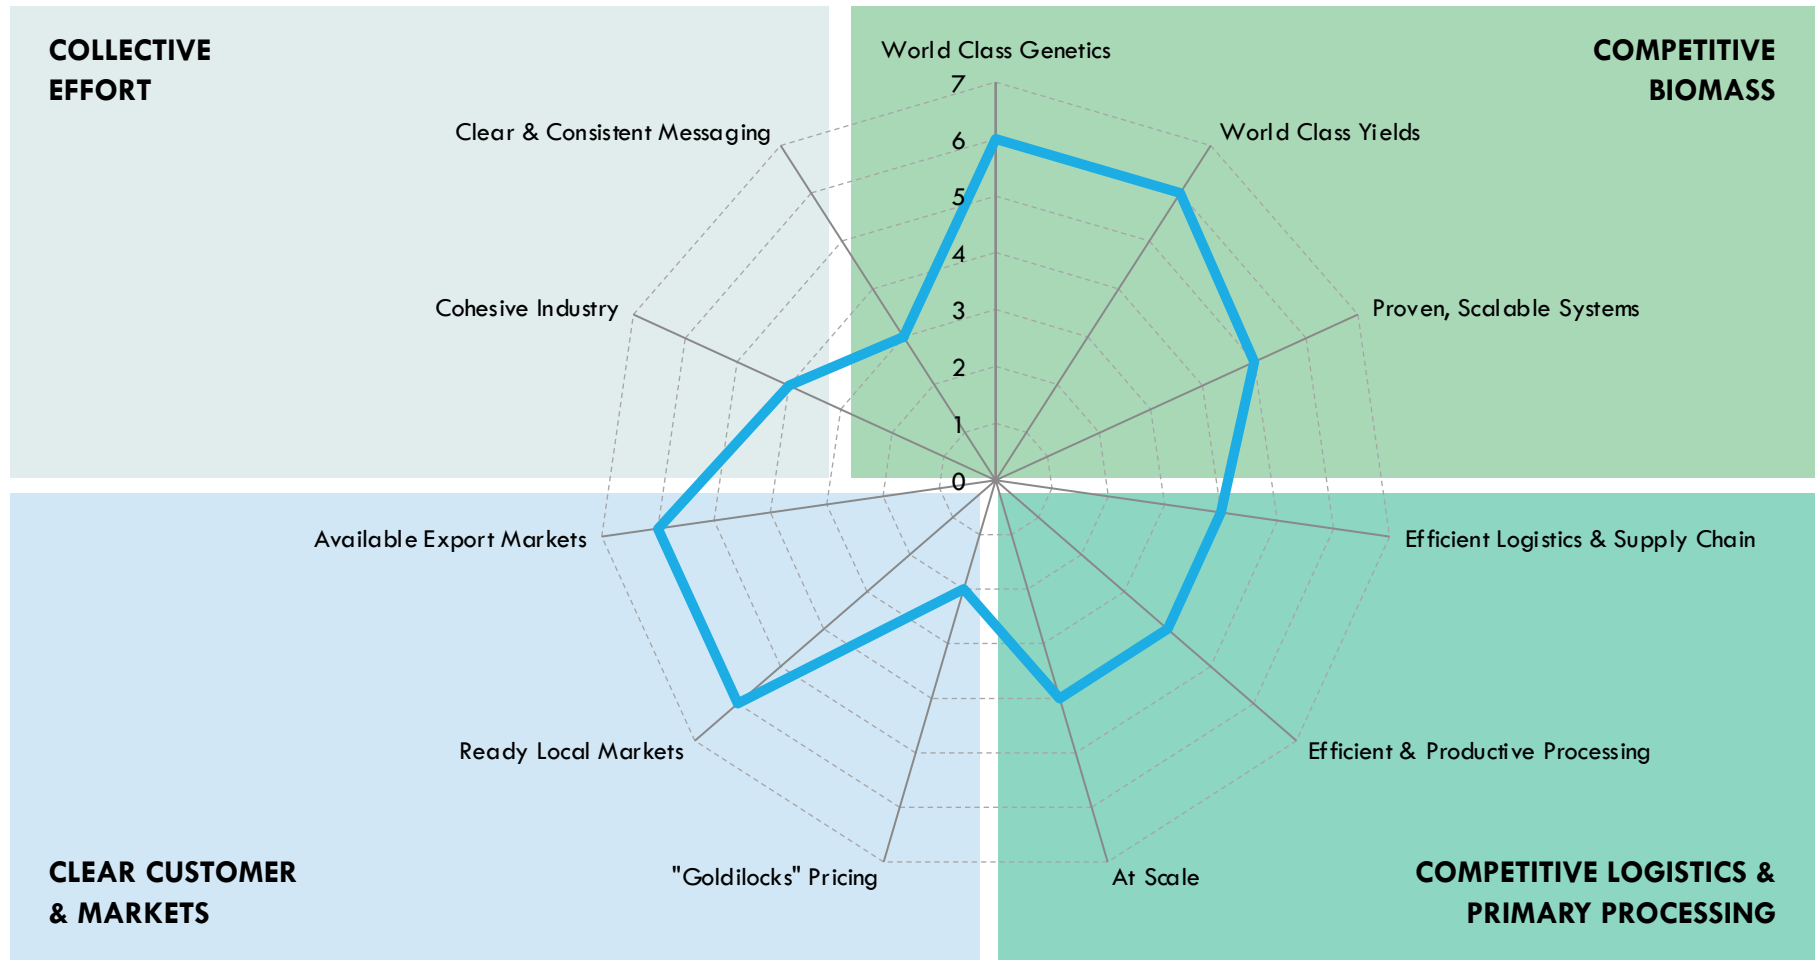 COLLECTIVE
EFFORT
COMPETITIVE
BIOMASS
World Class Genetics
7
6
5
4
3
2
1
0
World Class Yields
Proven, Scalable Systems
Efficient Logistics & Supply Chain
Efficient & Productive Processing
At Scale
"Goldilocks" Pricing
Ready Local Markets
Available Export Markets
Cohesive Industry
Clear & Consistent Messaging
CLEAR CUSTOMER
& MARKETS
COMPETITIVE LOGISTICS &
PRIMARY PROCESSING